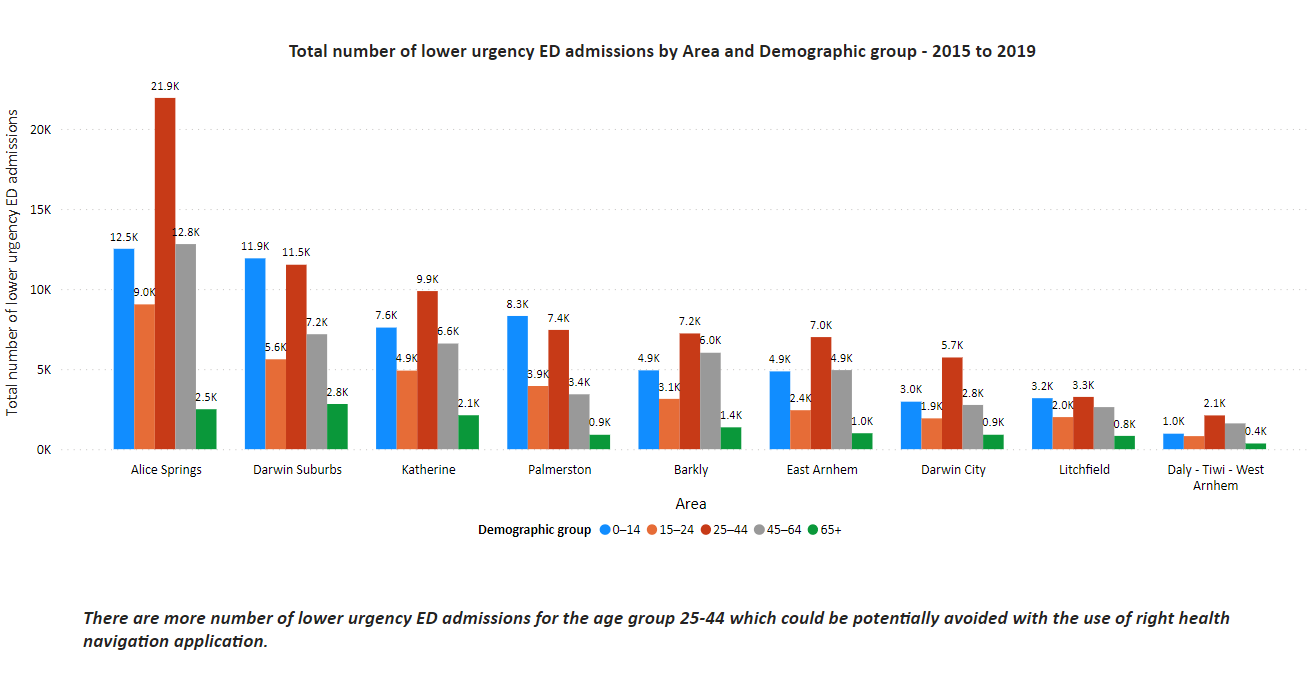 Total number of lower urgency ED admissions by Area and Demographic group - 2015 to 2019
Total number of lower urgency ED admissions
20K
15K
10K
5K
0K
12.5K
9.0K
21.9K
12.8K
2.5K
11.9K
5.6K
11.5K
7.2K
2.8K
7.6K
4.9K
9.9K
6.6K
2.1K
8.3K
3.9K
7.4K
3.4K
0.9K
4.9K
3.1K
7.2K
6.0K
1.4K
4.9K
2.4K
7.0K
4.9K
1.0K
3.0K
1.9K
5.7K
2.8K
0.9K
3.2K
2.0K
3.3K
0.8K
1.0K
2.1K
0.4K
Alice Springs
Darwin Suburbs
Katherine
Palmerston
Barkly
East Arnhem
Darwin City
Litchfield
Daly - Tiwi - West
Arnhem
Area
Demographic group 0–14 15–24 25–44 45–64 65+
There are more number of lower urgency ED admissions for the age group 25-44 which could be potentially avoided with the use of right health
navigation application.